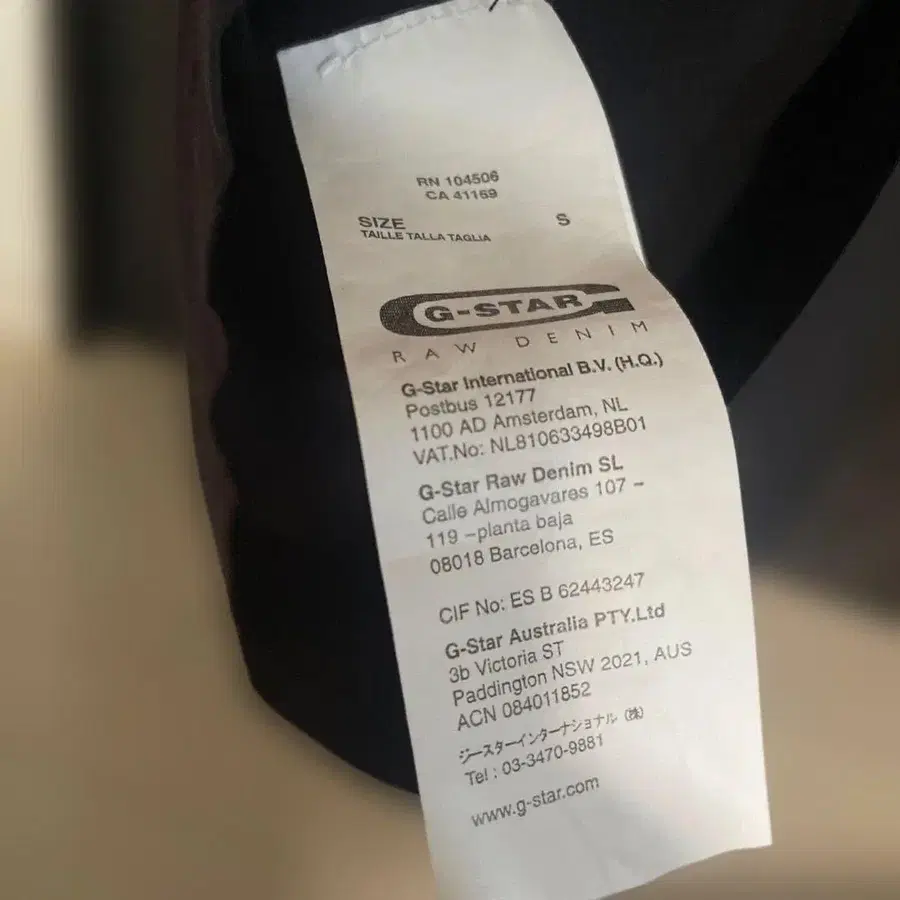 RN 104506
CA 41169
SIZE S
TAILLE TALLA TAGLIA
G-STAR
RAW DENIM
G-Star International B.V. (H.Q.)
Postbus 12177
1100 AD Amsterdam, NL
VAT.No: NL810633498B01
G-Star Raw Denim SL
Calle Almogavares 107 –
119 –planta baja
08018 Barcelona, ES
CIF No: ES B 62443247
G-Star Australia PTY.Ltd
3b Victoria ST
Paddington NSW 2021, AUS
ACN 084011852
ジースターインターナショナル (株)
Tel : 03-3470-9881
www.g-star.com